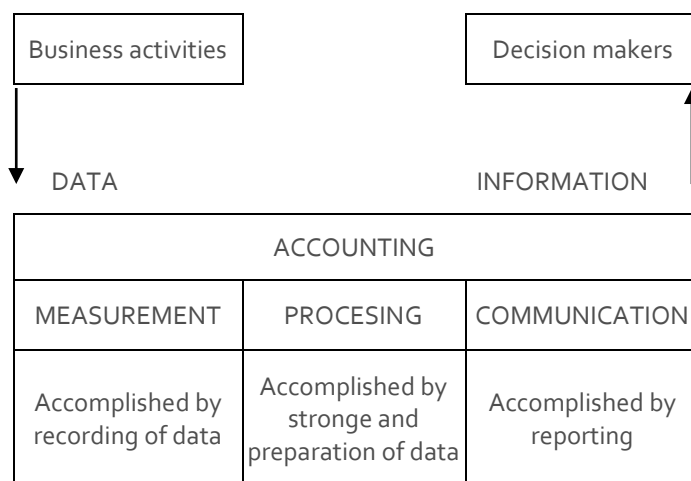 Business activities
Decision makers
DATA
INFORMATION
ACCOUNTING
MEASUREMENT
PROCESING
COMMUNICATION
Accomplished by
recording of data
Accomplished by
stronge and
preparation of data
Accomplished by
reporting